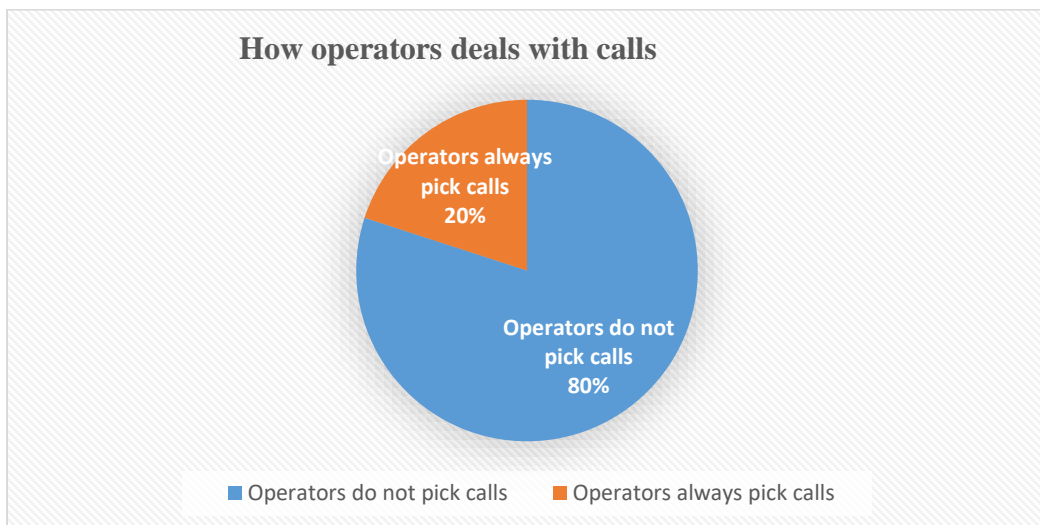 How operators deals with calls
Operators always
pick calls
20%
Operators do not
pick calls
80%
Operators do not pick calls
Operators always pick calls